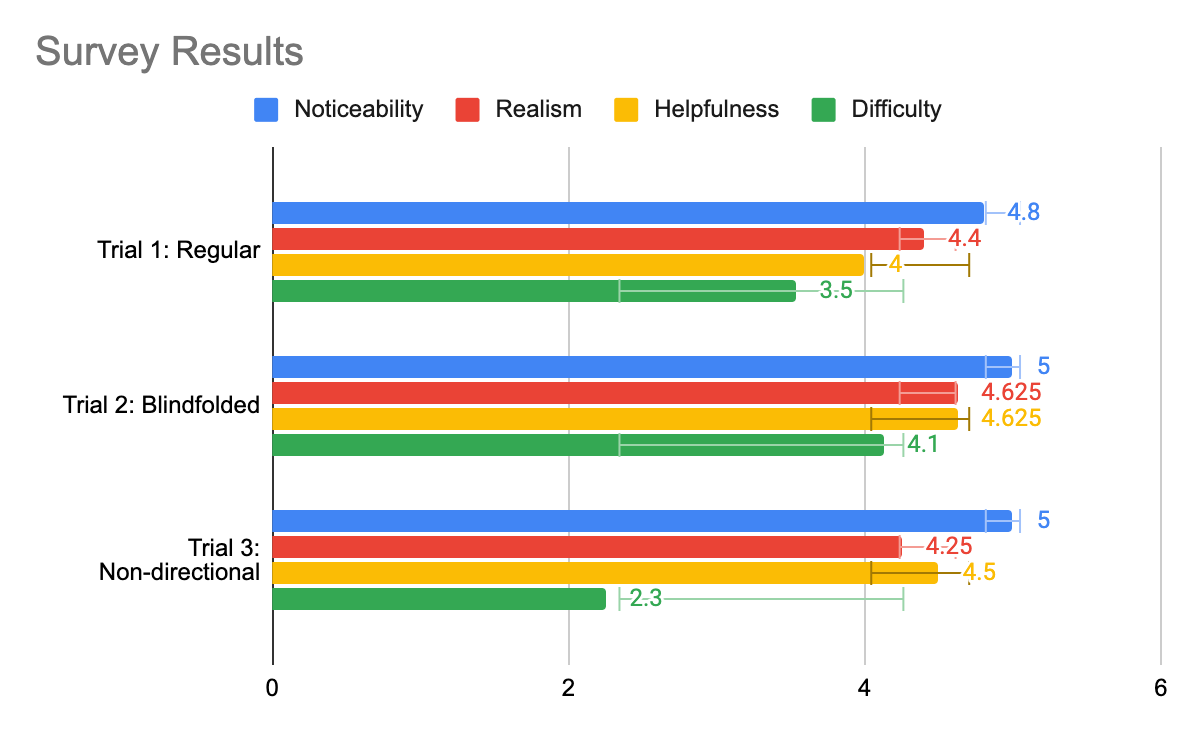 Survey Results
Noticeability Realism Helpfulness Difficulty
Trial 1: Regular
4.8
4.4
4
3.5
Trial 2: Blindfolded
5
4.625
4.625
4.1
Trial 3:
Non-directional
5
4.25
4.5
2.3
0 2 4 6